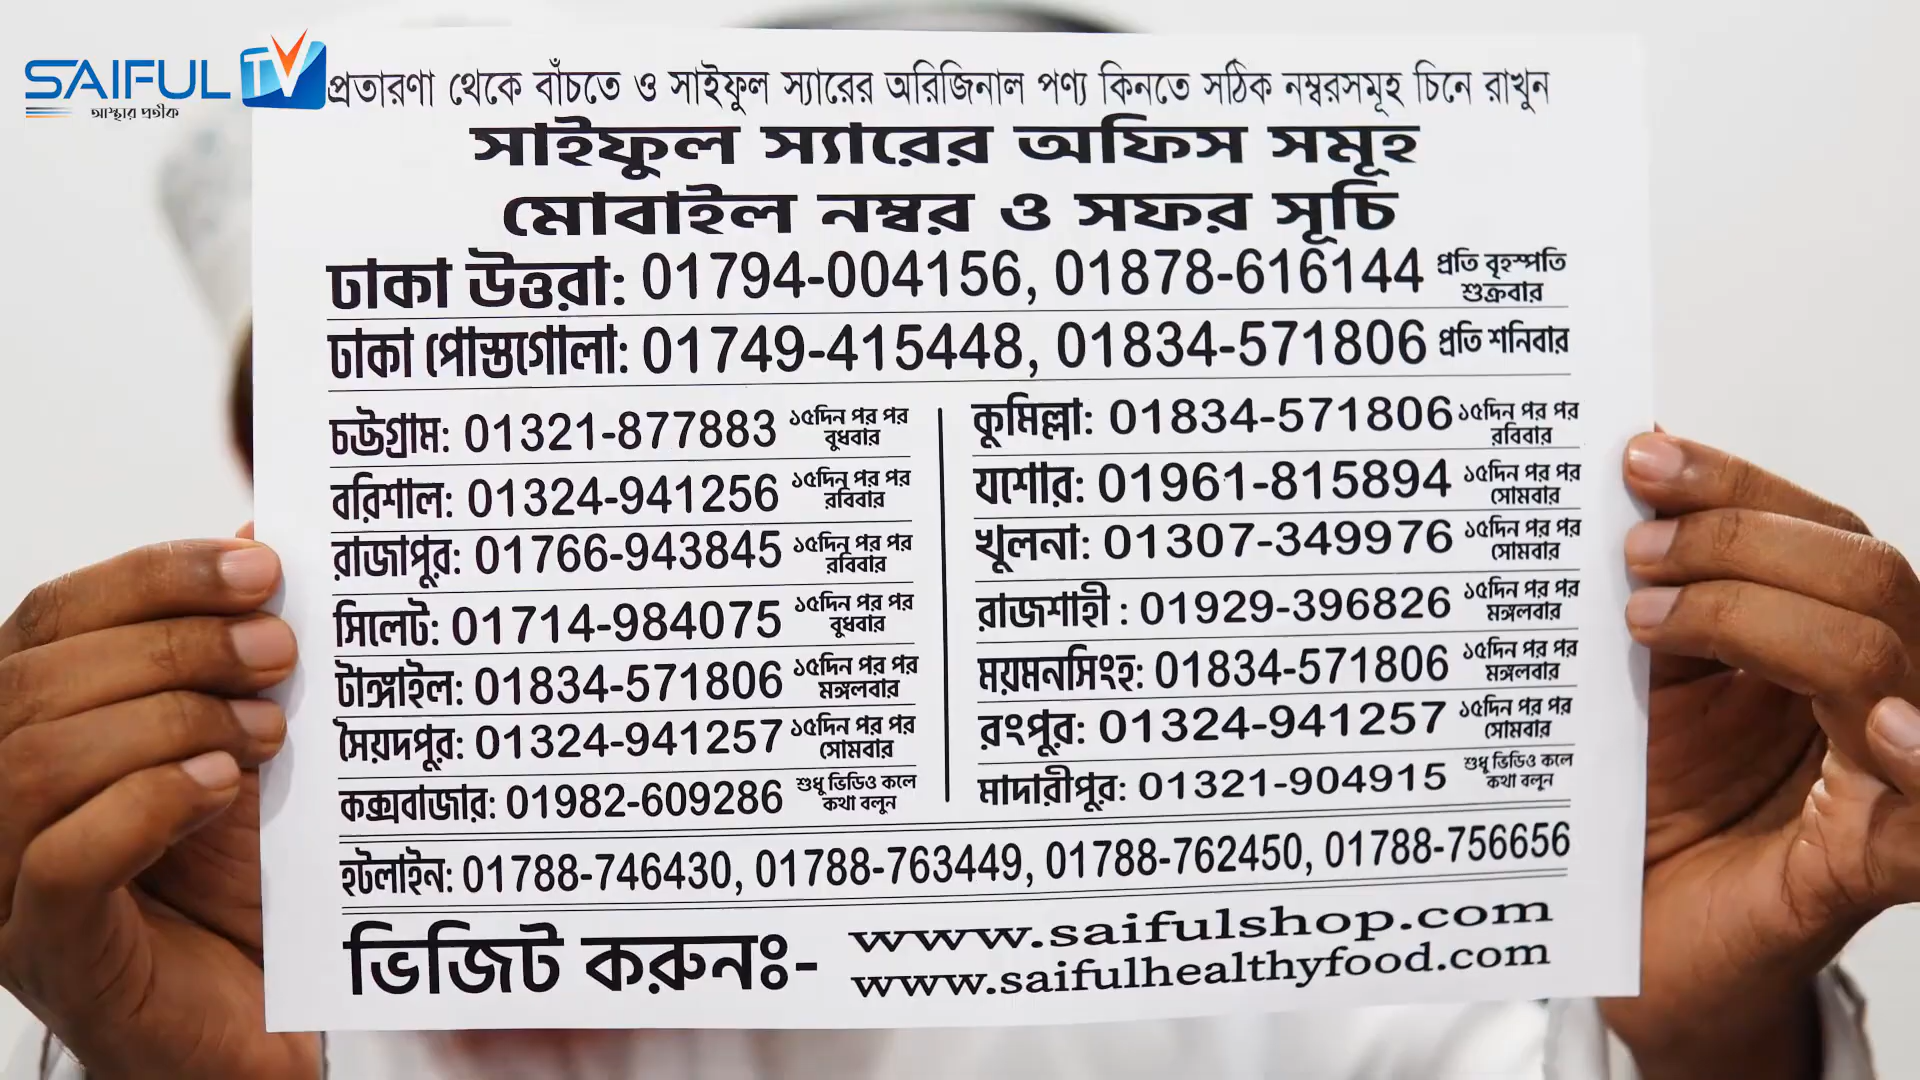 SAIFUL TV
আস্থার প্রতীক
প্রতারণা থেকে বাঁচতে ও সাইফুল স্যারের অরিজিনাল পণ্য কিনতে সঠিক নম্বরসমূহ চিনে রাখুন
সাইফুল স্যারের অফিস সমূহ
মোবাইল নম্বর ও সফর সূচি
ঢাকা উত্তরা: 01794-004156, 01878-616144 প্রতি বৃহস্পতি শুক্রবার
ঢাকা পোস্তগোলা: 01749-415448, 01834-571806 প্রতি শনিবার
চট্টগ্রাম: 01321-877883 ১৫দিন পর পর বুধবার
বরিশাল: 01324-941256 ১৫দিন পর পর রবিবার
রাজাপুর: 01766-943845 ১৫দিন পর পর রবিবার
সিলেট: 01714-984075 ১৫দিন পর পর বুধবার
টাঙ্গাইল: 01834-571806 ১৫দিন পর পর মঙ্গলবার
সৈয়দপুর: 01324-941257 ১৫দিন পর পর সোমবার
কক্সবাজার: 01982-609286 শুধু ভিডিও কলে কথা বলুন
কুমিল্লা: 01834-571806 ১৫দিন পর পর রবিবার
যশোর: 01961-815894 ১৫দিন পর পর সোমবার
খুলনা: 01307-349976 ১৫দিন পর পর সোমবার
রাজশাহী : 01929-396826 ১৫দিন পর পর মঙ্গলবার
ময়মনসিংহ: 01834-571806 ১৫দিন পর পর মঙ্গলবার
রংপুর: 01324-941257 ১৫দিন পর পর সোমবার
মাদারীপুর: 01321-904915 শুধু ভিডিও কলে কথা বলুন
হটলাইন: 01788-746430, 01788-763449, 01788-762450, 01788-756656
ভিজিট করুনঃ- www.saifulshop.com
www.saifulhealthyfood.com